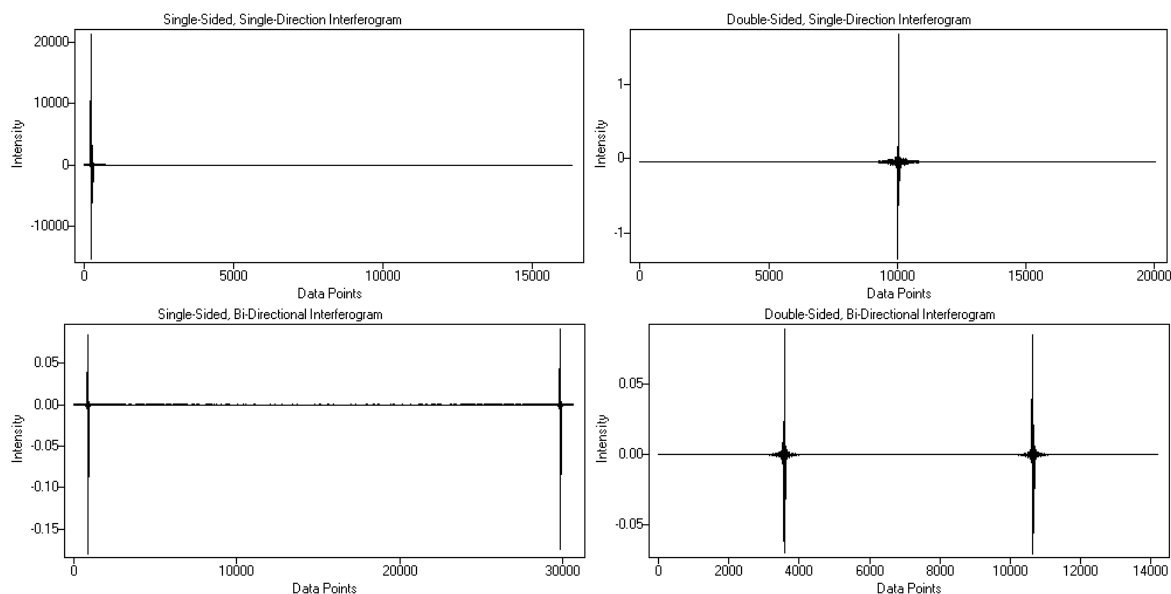 Single-Sided, Single-Direction Interferogram
20000
10000
0
-10000
Intensity
0 5000 10000 15000
Data Points
Double-Sided, Single-Direction Interferogram
1
0
-1
Intensity
0 5000 10000 15000 20000
Data Points
Single-Sided, Bi-Directional Interferogram
0.05
0.00
-0.05
-0.10
-0.15
Intensity
0 10000 20000 30000
Data Points
Double-Sided, Bi-Directional Interferogram
0.05
0.00
-0.05
Intensity
0 2000 4000 6000 8000 10000 12000 14000
Data Points